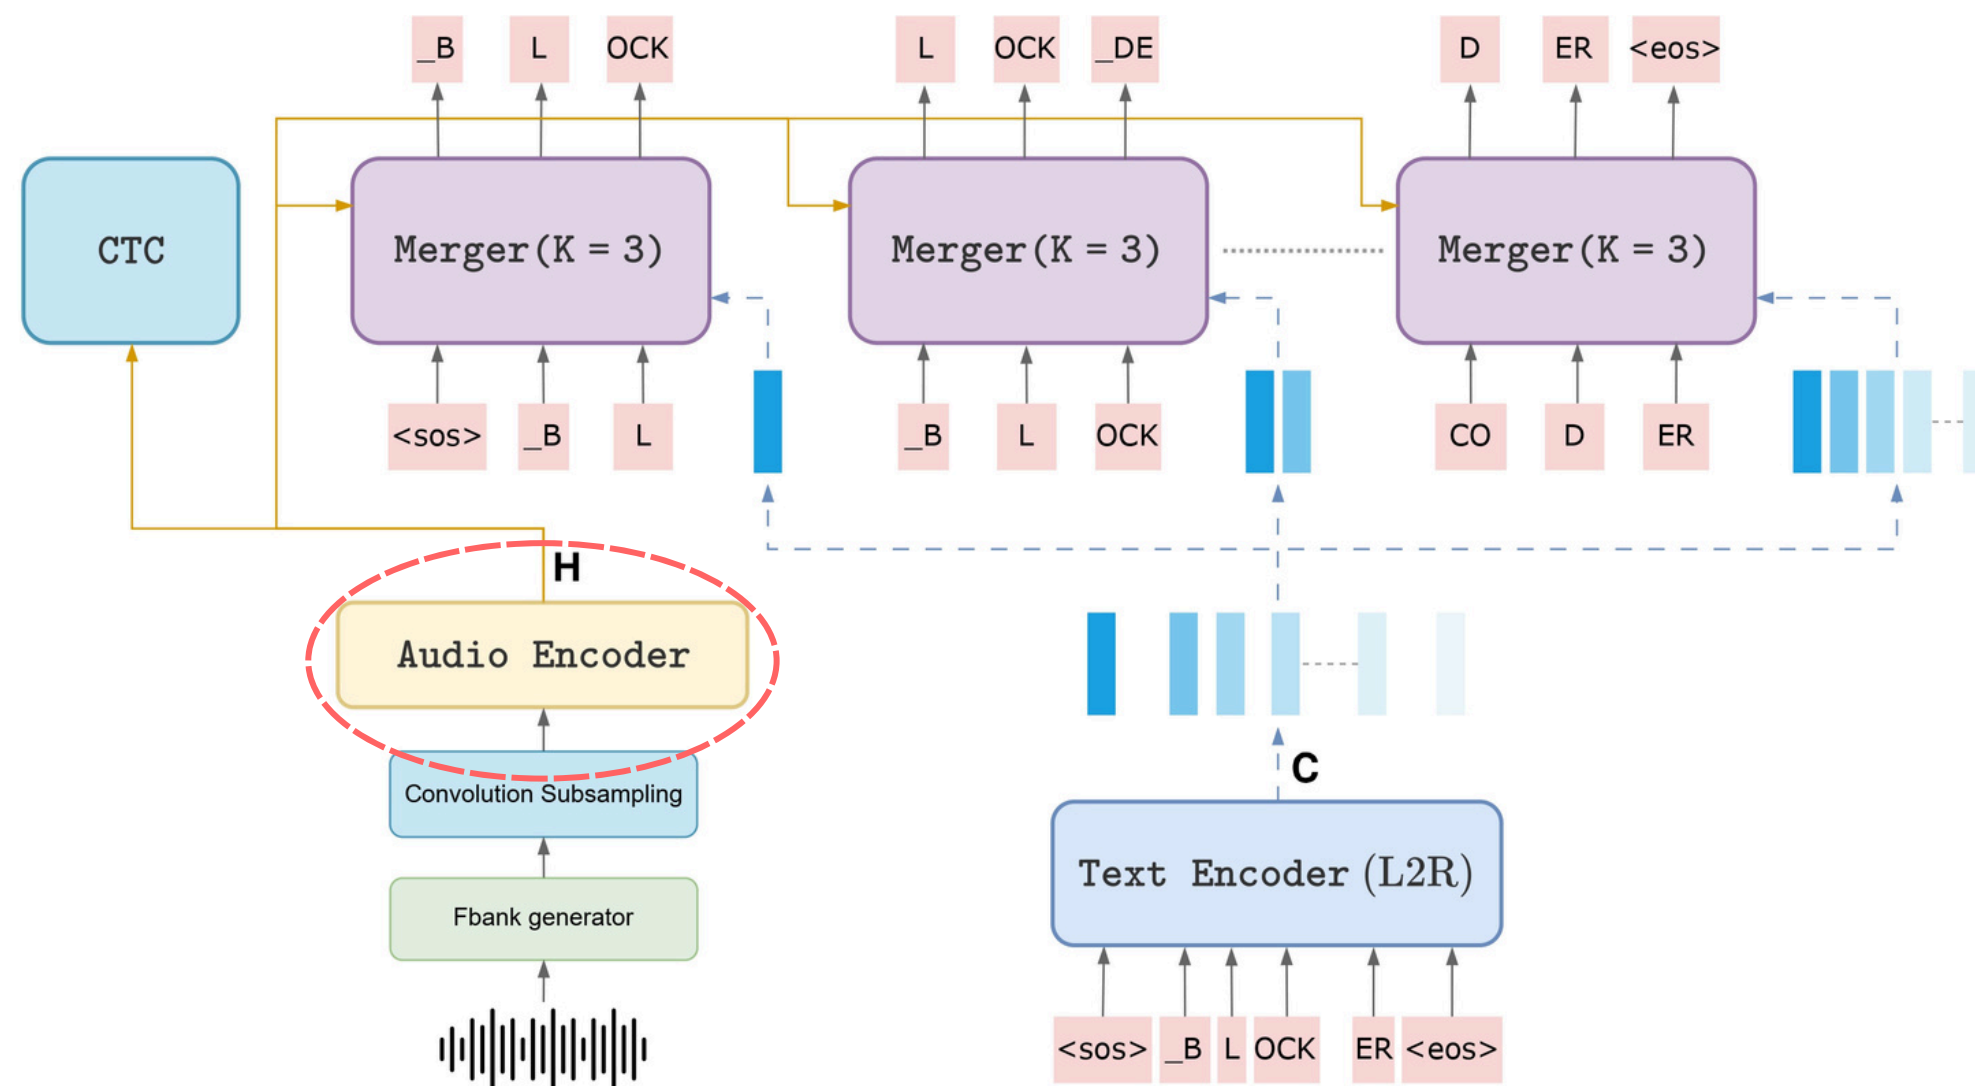 _B L OCK
L OCK _DE
D ER <eos>
CTC
Merger(K = 3)
Merger(K = 3)
Merger(K = 3)
<sos> _B L
_B L OCK
CO D ER
H
Audio Encoder
Convolution Subsampling
Fbank generator
C
Text Encoder (L2R)
<sos> _B L OCK ER <eos>